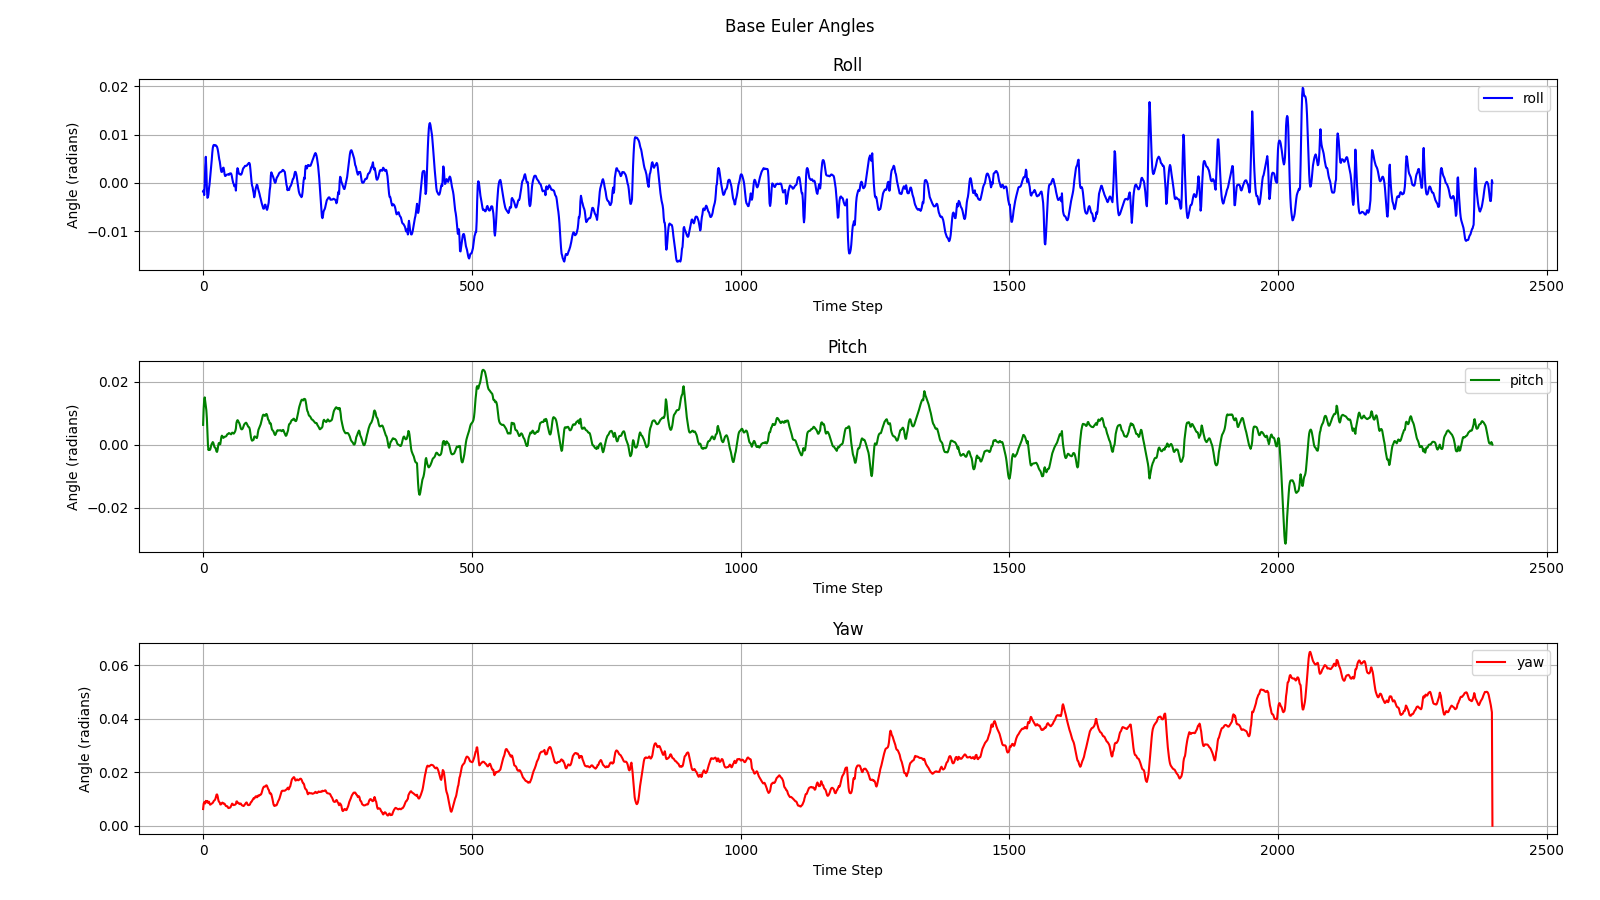 Base Euler Angles
Roll
Angle (radians)
0.02
0.01
0.00
−0.01
roll
0 500 1000 1500 2000 2500
Time Step
Pitch
Angle (radians)
0.02
0.00
−0.02
pitch
0 500 1000 1500 2000 2500
Time Step
Yaw
Angle (radians)
0.06
0.04
0.02
0.00
yaw
0 500 1000 1500 2000 2500
Time Step